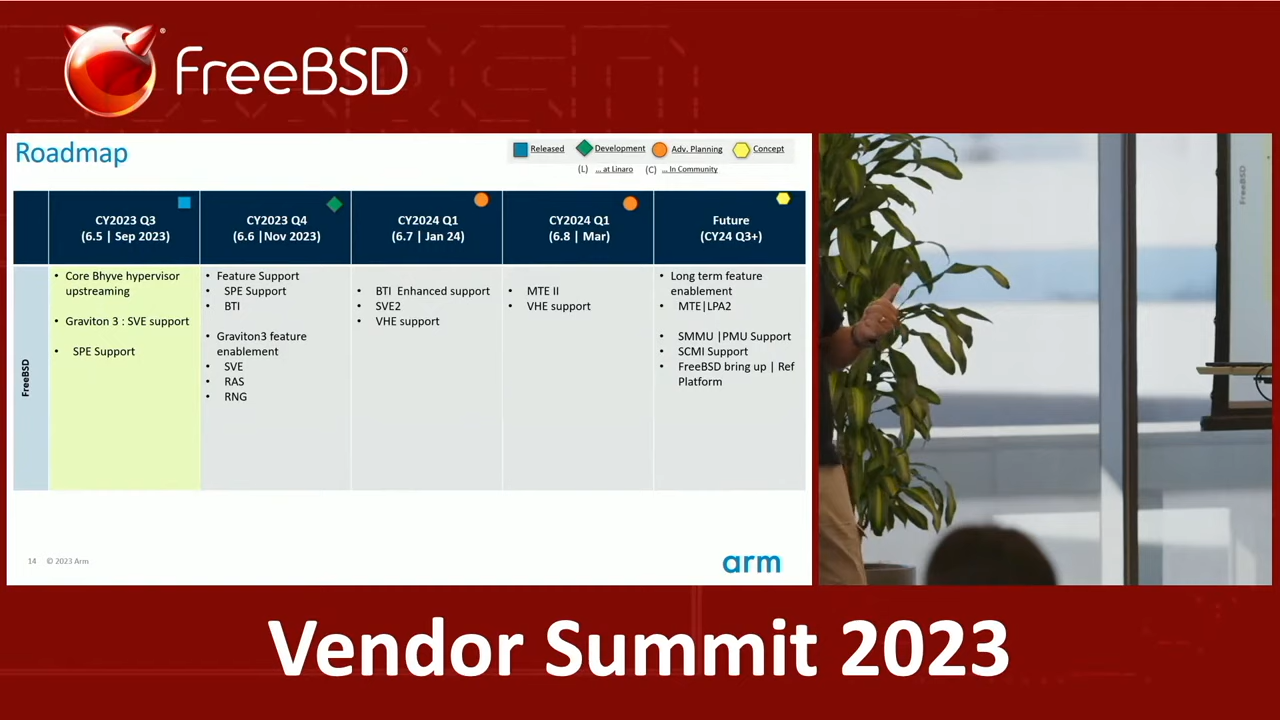 FreeBSD®
Roadmap
Released
Development
Adv. Planning
Concept
(L) ... at Linaro
(C) ... In Community
CY2023 Q3
(6.5 | Sep 2023)
CY2023 Q4
(6.6 |Nov 2023)
CY2024 Q1
(6.7 | Jan 24)
CY2024 Q1
(6.8 | Mar)
Future
(CY24 Q3+)
FreeBSD
• Core Bhyve hypervisor
upstreaming
• Graviton 3 : SVE support
• SPE Support
• Feature Support
• SPE Support
• BTI
• Graviton3 feature
enablement
• SVE
• RAS
• RNG
• BTI Enhanced support
• SVE2
• VHE support
• MTE II
• VHE support
• Long term feature
enablement
• MTE|LPA2
• SMMU |PMU Support
• SCMI Support
• FreeBSD bring up | Ref
Platform
14 © 2023 Arm
arm
FreeBSD
Vendor Summit 2023